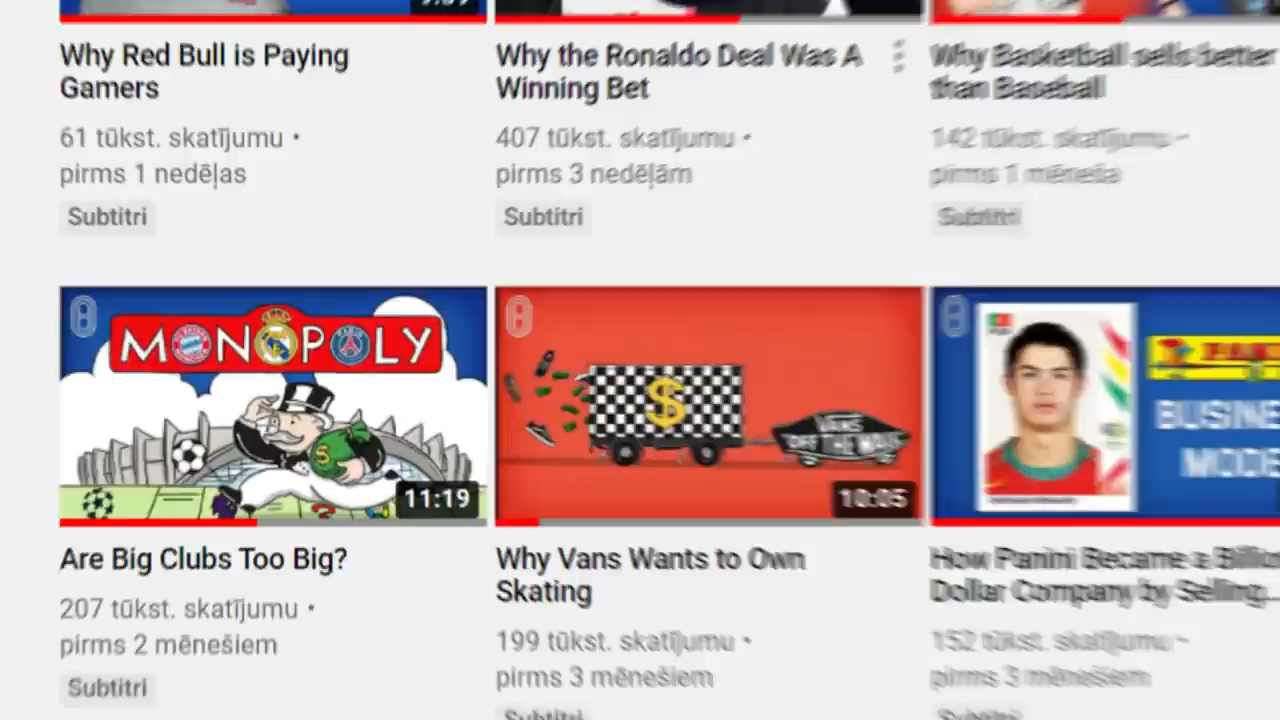 Why Red Bull is Paying
Gamers
61 tūkst. skatījumu •
pirms 1 nedēļas
Subtitri
Why the Ronaldo Deal Was A
Winning Bet
407 tūkst. skatījumu •
pirms 3 nedēļām
Subtitri
Why Basketball sells better
than Baseball
142 tūkst. skatījumu •
pirms 1 mēneša
Subtitri
MONOPOLY
$
11:19
Are Big Clubs Too Big?
207 tūkst. skatījumu •
pirms 2 mēnešiem
Subtitri
$
VANS
"OFF THE WALL"
10:05
Why Vans Wants to Own
Skating
199 tūkst. skatījumu •
pirms 3 mēnešiem
Subtitri
How Panini Became a Billion
Dollar Company by Selling...
152 tūkst. skatījumu •
pirms 3 mēnešiem
Subtitri